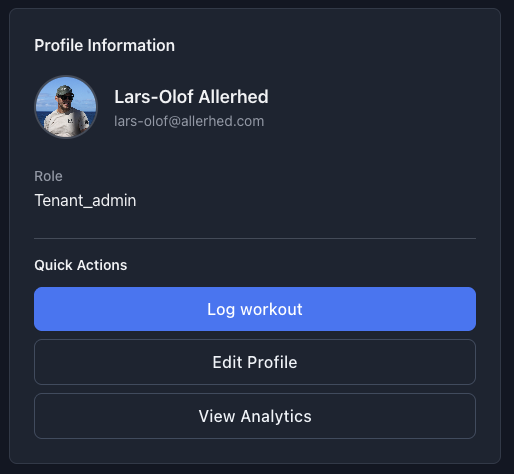 Profile Information
Lars-Olof Allerhed
lars-olof@allerhed.com
Role
Tenant_admin
Quick Actions
Log workout
Edit Profile
View Analytics